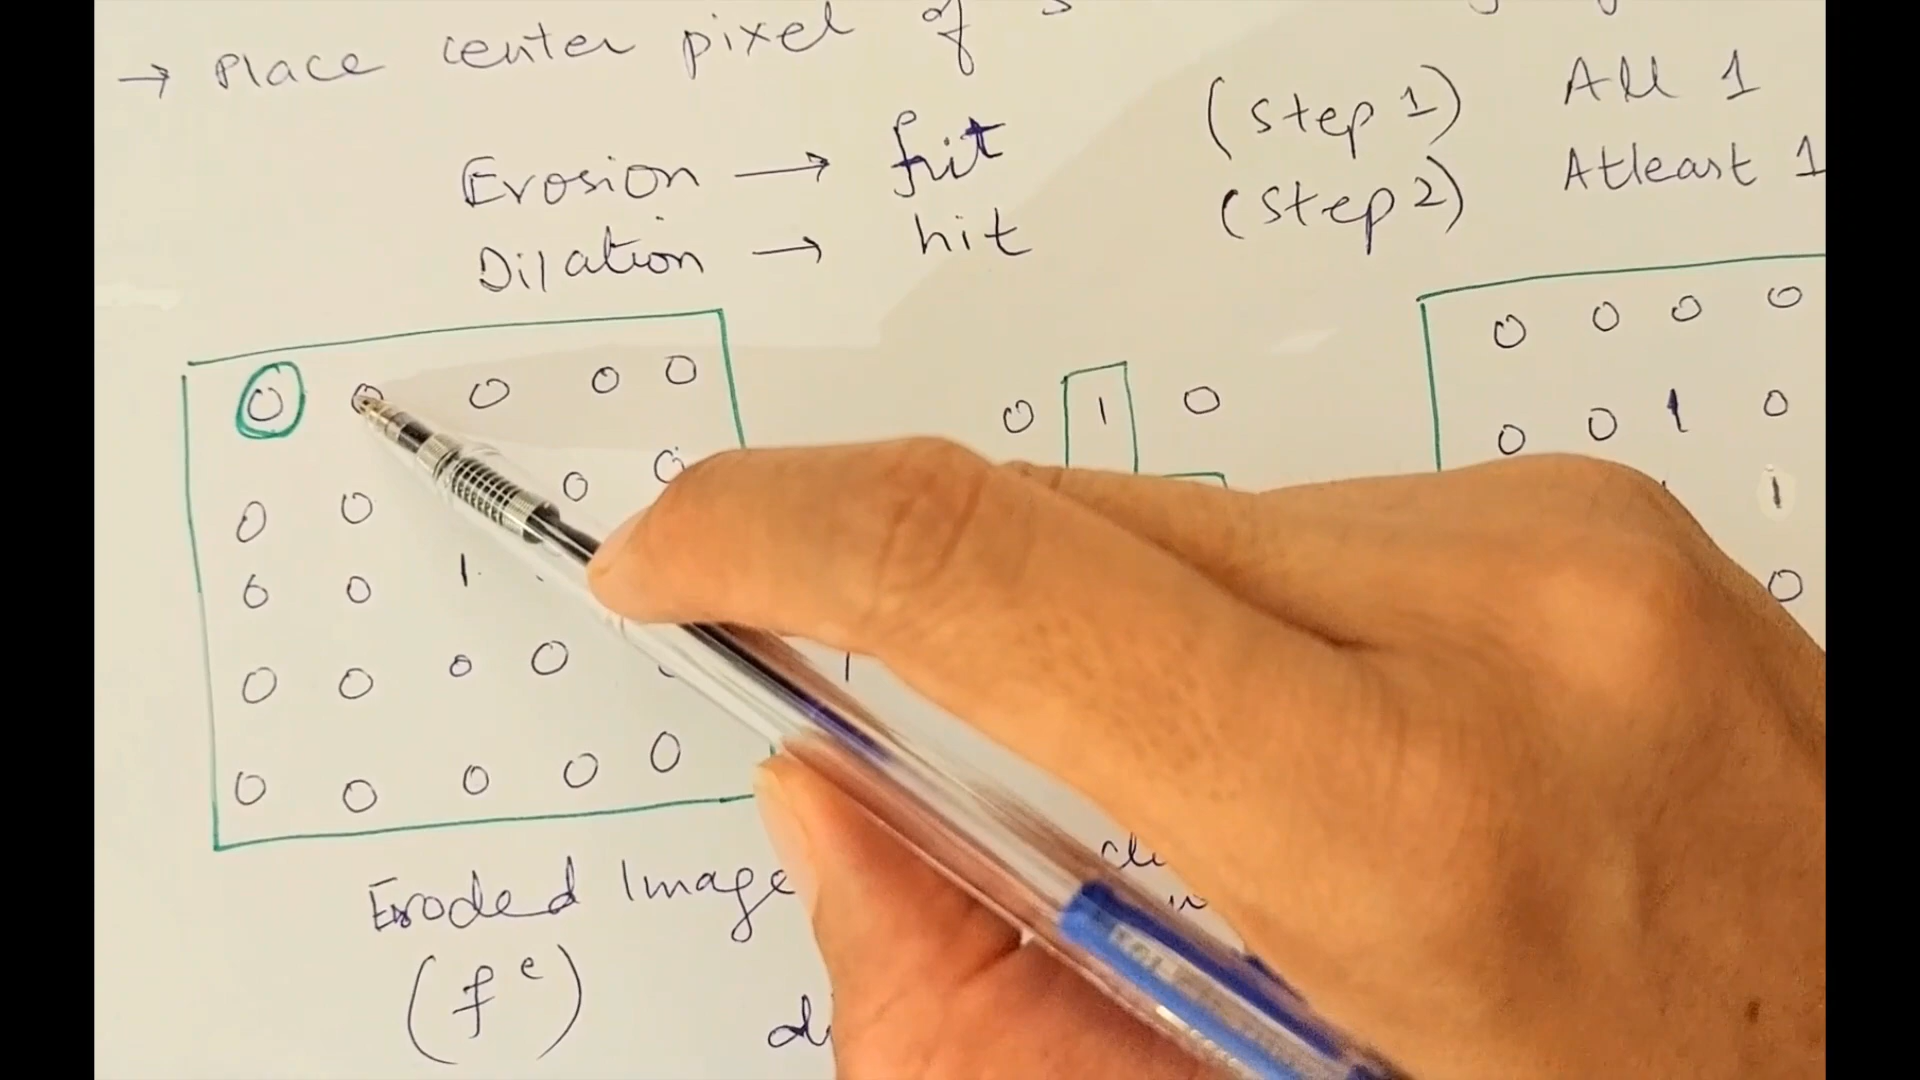 → Place center pixel of
Erosion → fit (Step 1) All 1
Dilation → hit (Step 2) Atleast 1
0 0 0 0 0
0 0 0 0
0 0 1
0 0 0 0
0 0 0 0 0
0 1 0
1
0 0 0 0
0 0 1 0
1
0
Eroded Image
(f^e)